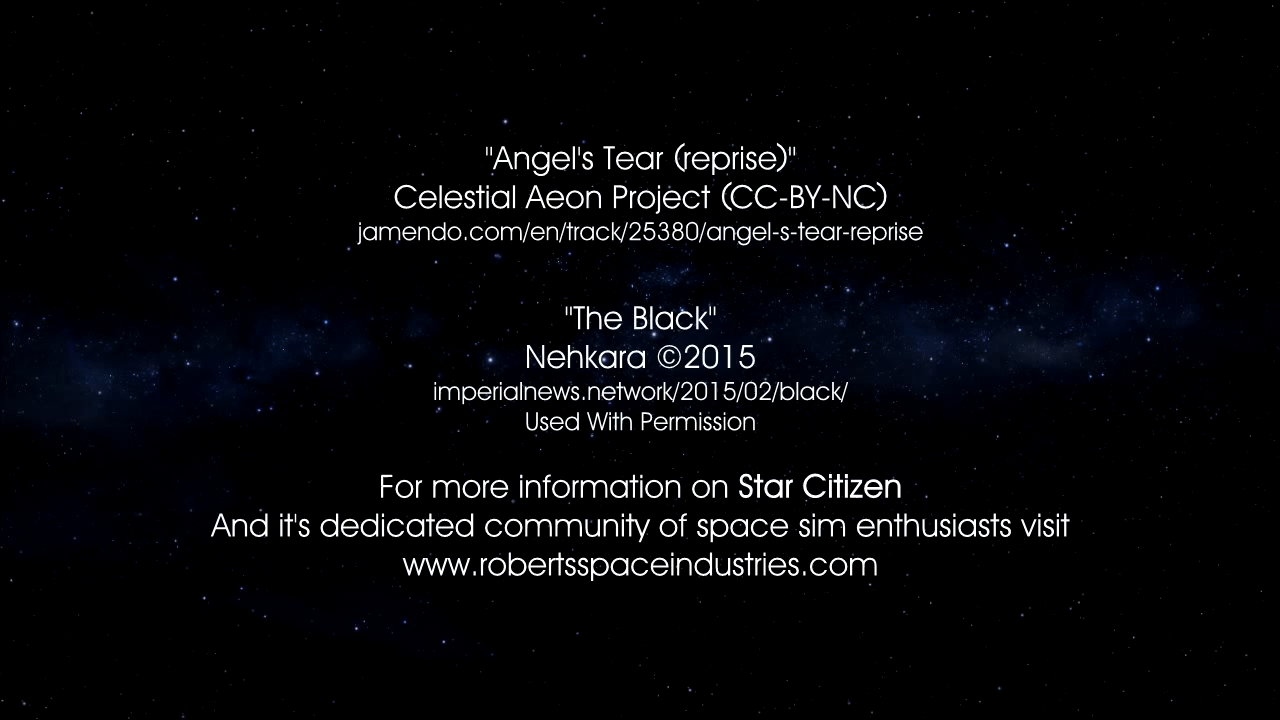 "Angel's Tear (reprise)"
Celestial Aeon Project (CC-BY-NC)
jamendo.com/en/track/25380/angel-s-tear-reprise
"The Black"
Nehkara ©2015
imperialnews.network/2015/02/black/
Used With Permission
For more information on Star Citizen
And it's dedicated community of space sim enthusiasts visit
www.robertsspaceindustries.com